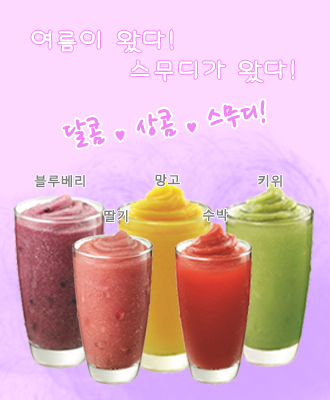 여름이 왔다!
스무디가 왔다!
달콤 ♥ 상콤 ♥ 스무디!
블루베리
딸기
망고
수박
키위